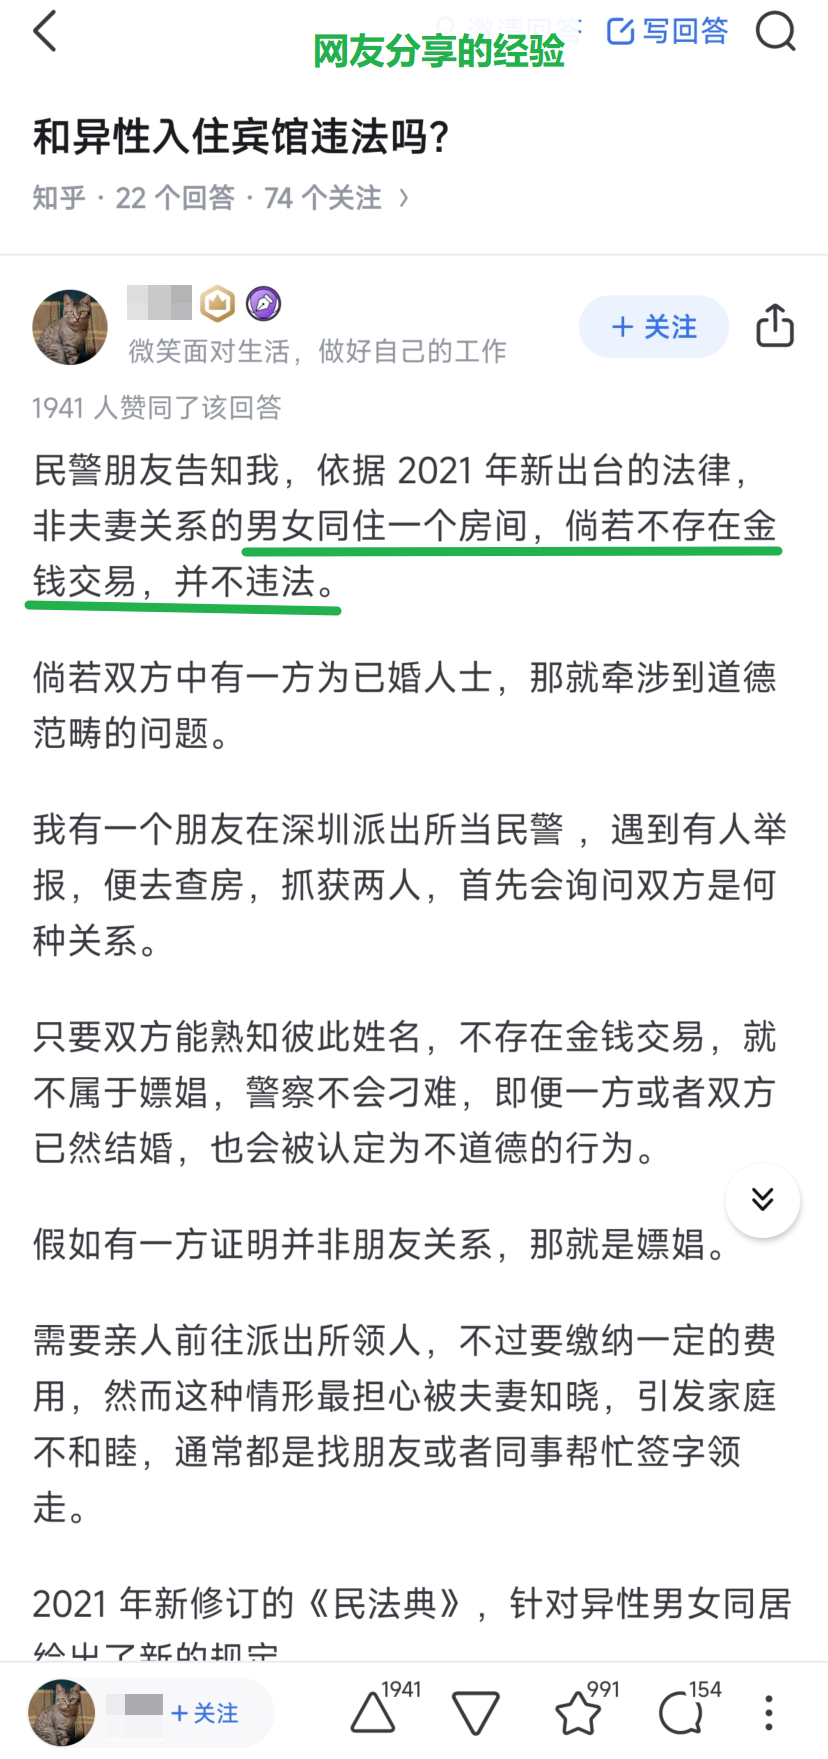 邀请回答
写回答
网友分享的经验
和异性入住宾馆违法吗?
知乎 · 22 个回答 · 74 个关注 〉
+ 关注
微笑面对生活，做好自己的工作
1941 人赞同了该回答
民警朋友告知我，依据 2021 年新出台的法律，
非夫妻关系的男女同住一个房间，倘若不存在金
钱交易，并不违法。
倘若双方中有一方为已婚人士，那就牵涉到道德
范畴的问题。
我有一个朋友在深圳派出所当民警 ，遇到有人举
报，便去查房，抓获两人，首先会询问双方是何
种关系。
只要双方能熟知彼此姓名，不存在金钱交易，就
不属于嫖娼，警察不会刁难，即便一方或者双方
已然结婚，也会被认定为不道德的行为。
假如有一方证明并非朋友关系，那就是嫖娼。
需要亲人前往派出所领人，不过要缴纳一定的费
用，然而这种情形最担心被夫妻知晓，引发家庭
不和睦，通常都是找朋友或者同事帮忙签字领
走。
2021 年新修订的《民法典》，针对异性男女同居
给出了新的规定
+ 关注
1941
991
154